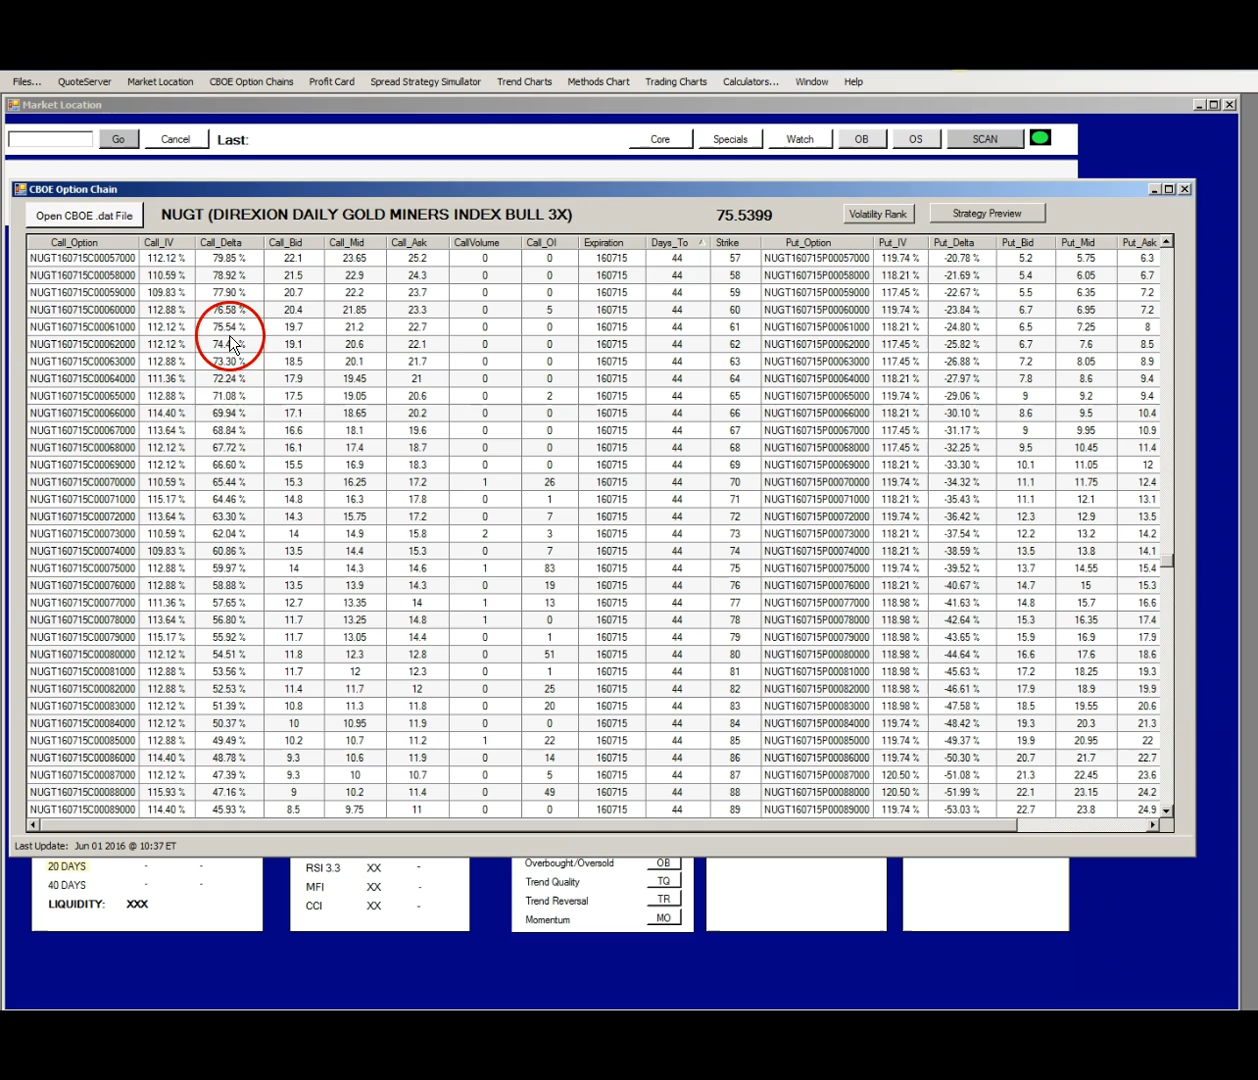 Files... QuoteServer Market Location CBOE Option Chains Profit Card Spread Strategy Simulator Trend Charts Methods Chart Trading Charts Calculators... Window Help
Market Location
Go Cancel Last: Core Specials Watch OB OS SCAN
CBOE Option Chain
Open CBOE .dat File NUGT (DIREXION DAILY GOLD MINERS INDEX BULL 3X) 75.5399 Volatility Rank Strategy Preview
Call_Option Call_IV Call_Delta Call_Bid Call_Mid Call_Ask CallVolume Call_OI Expiration Days_To Strike Put_Option Put_IV Put_Delta Put_Bid Put_Mid Put_Ask
NUGT160715C00057000 112.12 % 79.85 % 22.1 23.65 25.2 0 0 160715 44 57 NUGT160715P00057000 119.74 % -20.78 % 5.2 5.75 6.3
NUGT160715C00058000 110.59 % 78.92 % 21.5 22.9 24.3 0 0 160715 44 58 NUGT160715P00058000 118.21 % -21.69 % 5.4 6.05 6.7
NUGT160715C00059000 109.83 % 77.90 % 20.7 22.2 23.7 0 0 160715 44 59 NUGT160715P00059000 117.45 % -22.67 % 5.5 6.35 7.2
NUGT160715C00060000 112.88 % 76.58 % 20.4 21.85 23.3 0 5 160715 44 60 NUGT160715P00060000 119.74 % -23.84 % 6.7 6.95 7.2
NUGT160715C00061000 112.12 % 75.54 % 19.7 21.2 22.7 0 0 160715 44 61 NUGT160715P00061000 118.21 % -24.80 % 6.5 7.25 8
NUGT160715C00062000 112.12 % 19.1 20.6 22.1 0 0 160715 44 62 NUGT160715P00062000 117.45 % -25.82 % 6.7 7.6 8.5
NUGT160715C00063000 112.88 % 73.30 % 18.5 20.1 21.7 0 0 160715 44 63 NUGT160715P00063000 117.45 % -26.88 % 7.2 8.05 8.9
NUGT160715C00064000 111.36 % 72.24 % 17.9 19.45 21 0 0 160715 44 64 NUGT160715P00064000 118.21 % -27.97 % 7.8 8.6 9.4
NUGT160715C00065000 112.88 % 71.08 % 17.5 19.05 20.6 0 2 160715 44 65 NUGT160715P00065000 119.74 % -29.06 % 9 9.2 9.4
NUGT160715C00066000 114.40 % 69.94 % 17.1 18.65 20.2 0 0 160715 44 66 NUGT160715P00066000 118.21 % -30.10 % 8.6 9.5 10.4
NUGT160715C00067000 113.64 % 68.84 % 16.6 18.1 19.6 0 0 160715 44 67 NUGT160715P00067000 117.45 % -31.17 % 9 9.95 10.9
NUGT160715C00068000 112.12 % 67.72 % 16.1 17.4 18.7 0 0 160715 44 68 NUGT160715P00068000 117.45 % -32.25 % 9.5 10.45 11.4
NUGT160715C00069000 112.12 % 66.60 % 15.5 16.9 18.3 0 0 160715 44 69 NUGT160715P00069000 118.21 % -33.30 % 10.1 11.05 12
NUGT160715C00070000 110.59 % 65.44 % 15.3 16.25 17.2 1 26 160715 44 70 NUGT160715P00070000 119.74 % -34.32 % 11.1 11.75 12.4
NUGT160715C00071000 115.17 % 64.46 % 14.8 16.3 17.8 0 1 160715 44 71 NUGT160715P00071000 118.21 % -35.43 % 11.1 12.1 13.1
NUGT160715C00072000 113.64 % 63.30 % 14.3 15.75 17.2 0 7 160715 44 72 NUGT160715P00072000 119.74 % -36.42 % 12.3 12.9 13.5
NUGT160715C00073000 110.59 % 62.04 % 14 14.9 15.8 2 3 160715 44 73 NUGT160715P00073000 118.21 % -37.54 % 12.2 13.2 14.2
NUGT160715C00074000 109.83 % 60.86 % 13.5 14.4 15.3 0 7 160715 44 74 NUGT160715P00074000 118.21 % -38.59 % 13.5 13.8 14.1
NUGT160715C00075000 112.88 % 59.97 % 14 14.3 14.6 1 83 160715 44 75 NUGT160715P00075000 119.74 % -39.52 % 13.7 14.55 15.4
NUGT160715C00076000 112.88 % 58.88 % 13.5 13.9 14.3 0 19 160715 44 76 NUGT160715P00076000 118.21 % -40.67 % 14.7 15 15.3
NUGT160715C00077000 111.36 % 57.65 % 12.7 13.35 14 1 13 160715 44 77 NUGT160715P00077000 118.98 % -41.63 % 14.8 15.7 16.6
NUGT160715C00078000 113.64 % 56.80 % 11.7 13.25 14.8 1 0 160715 44 78 NUGT160715P00078000 118.98 % -42.64 % 15.3 16.35 17.4
NUGT160715C00079000 115.17 % 55.92 % 11.7 13.05 14.4 0 1 160715 44 79 NUGT160715P00079000 118.98 % -43.65 % 15.9 16.9 17.9
NUGT160715C00080000 112.12 % 54.51 % 11.8 12.3 12.8 0 51 160715 44 80 NUGT160715P00080000 118.98 % -44.64 % 16.6 17.6 18.6
NUGT160715C00081000 112.88 % 53.56 % 11.7 12 12.3 0 1 160715 44 81 NUGT160715P00081000 118.98 % -45.63 % 17.2 18.25 19.3
NUGT160715C00082000 112.88 % 52.53 % 11.4 11.7 12 0 25 160715 44 82 NUGT160715P00082000 118.98 % -46.61 % 17.9 18.9 19.9
NUGT160715C00083000 112.12 % 51.39 % 10.8 11.3 11.8 0 20 160715 44 83 NUGT160715P00083000 118.98 % -47.58 % 18.5 19.55 20.6
NUGT160715C00084000 112.12 % 50.37 % 10 10.95 11.9 0 0 160715 44 84 NUGT160715P00084000 119.74 % -48.42 % 19.3 20.3 21.3
NUGT160715C00085000 112.88 % 49.49 % 10.2 10.7 11.2 1 22 160715 44 85 NUGT160715P00085000 119.74 % -49.37 % 19.9 20.95 22
NUGT160715C00086000 114.40 % 48.78 % 9.3 10.6 11.9 0 14 160715 44 86 NUGT160715P00086000 119.74 % -50.30 % 20.7 21.7 22.7
NUGT160715C00087000 112.12 % 47.39 % 9.3 10 10.7 0 5 160715 44 87 NUGT160715P00087000 120.50 % -51.08 % 21.3 22.45 23.6
NUGT160715C00088000 115.93 % 47.16 % 9 10.2 11.4 0 49 160715 44 88 NUGT160715P00088000 120.50 % -51.99 % 22.1 23.15 24.2
NUGT160715C00089000 114.40 % 45.93 % 8.5 9.75 11 0 0 160715 44 89 NUGT160715P00089000 119.74 % -53.03 % 22.7 23.8 24.9
Last Update: Jun 01 2016 @ 10:37 ET
20 DAYS - - RSI 3.3 XX - Overbought/Oversold OB
40 DAYS - - MFI XX - Trend Quality TQ
LIQUIDITY: XXX CCI XX - Trend Reversal TR
Momentum MO